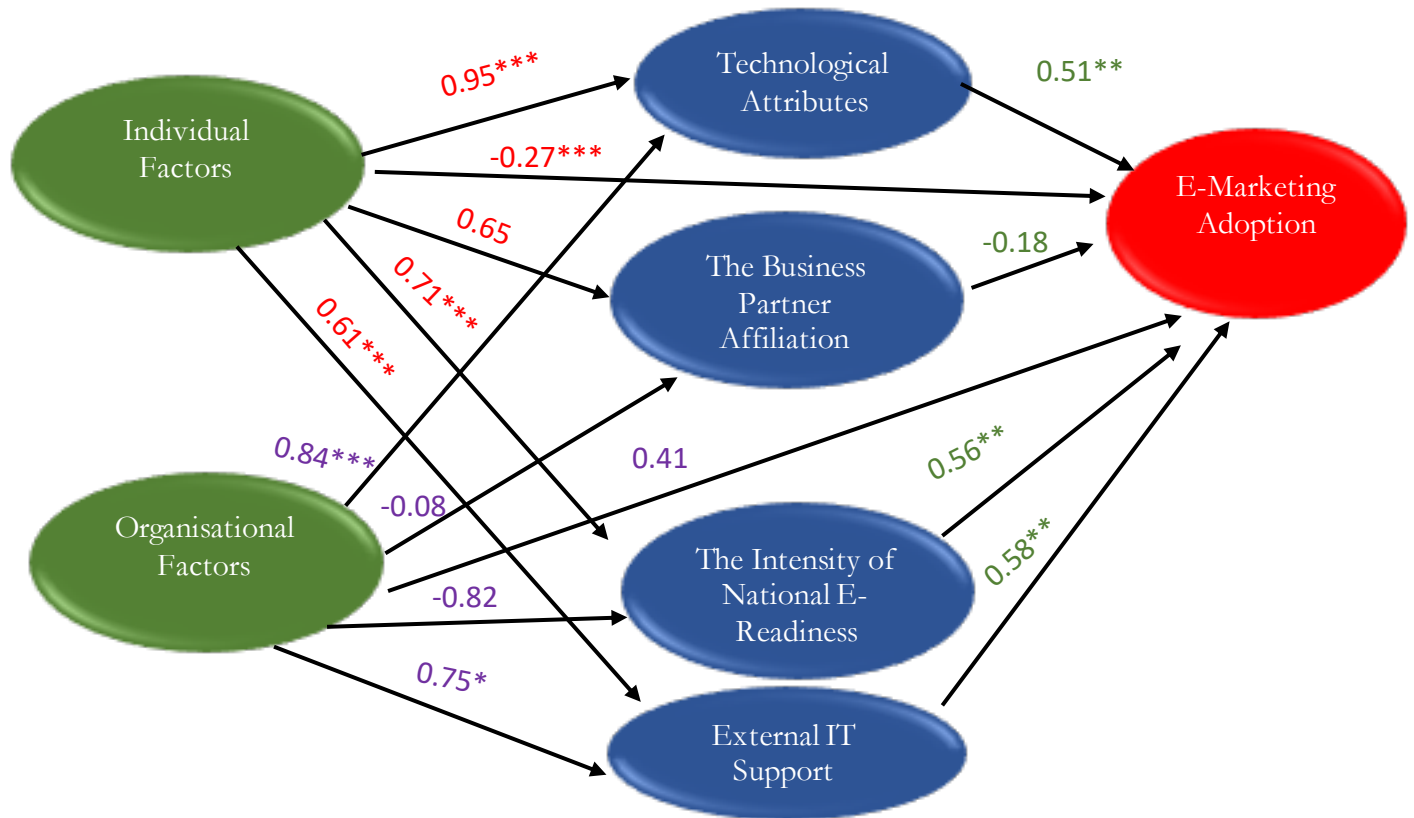 Individual
Factors
Organisational
Factors
0.95***
-0.27***
0.65
0.71***
0.61***
0.84***
-0.08
0.41
-0.82
0.75*
Technological
Attributes
The Business
Partner
Affiliation
The Intensity of
National E-
Readiness
External IT
Support
0.51**
-0.18
0.56**
0.58**
E-Marketing
Adoption